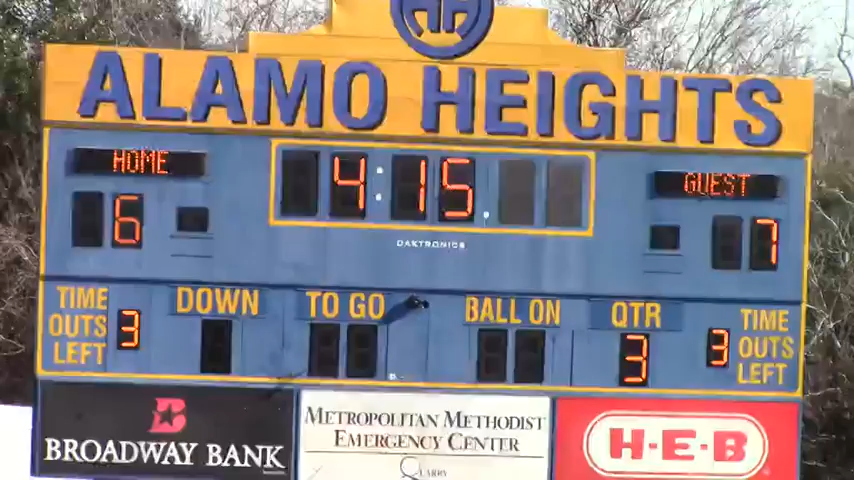 AH
ALAMO HEIGHTS
HOME
4:15
GUEST
6
7
DAKTRONICS
TIME OUTS LEFT 3
DOWN
TO GO
BALL ON
QTR 3
3 TIME OUTS LEFT
B
BROADWAY BANK
METROPOLITAN METHODIST
EMERGENCY CENTER
QUARRY
H-E-B